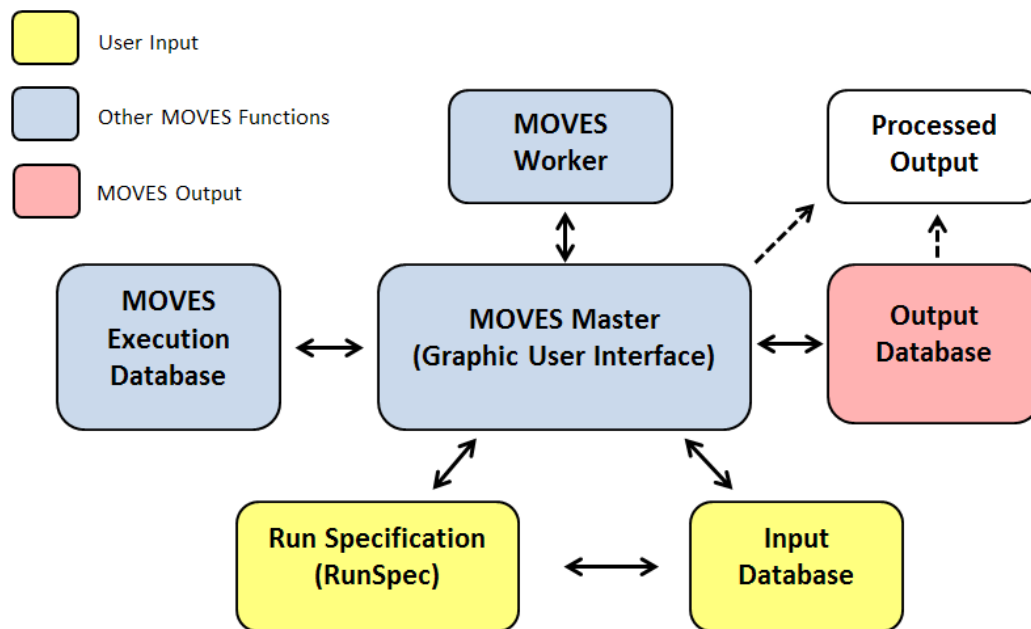 User Input
Other MOVES Functions
MOVES Output
MOVES
Worker
Processed
Output
MOVES
Execution
Database
MOVES Master
(Graphic User Interface)
Output
Database
Run Specification
(RunSpec)
Input
Database